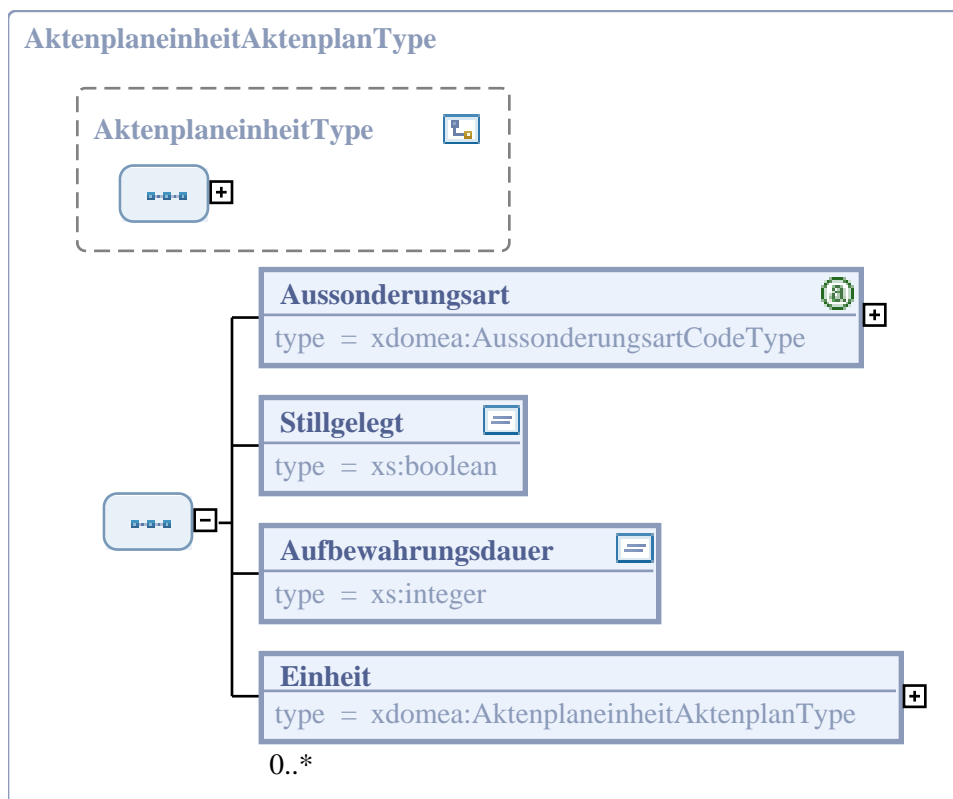 AktenplaneinheitAktenplanType
AktenplaneinheitType
Aussonderungsart
type = xdomea:AussonderungsartCodeType
Stillgelegt
type = xs:boolean
Aufbewahrungsdauer
type = xs:integer
Einheit
type = xdomea:AktenplaneinheitAktenplanType
0..*